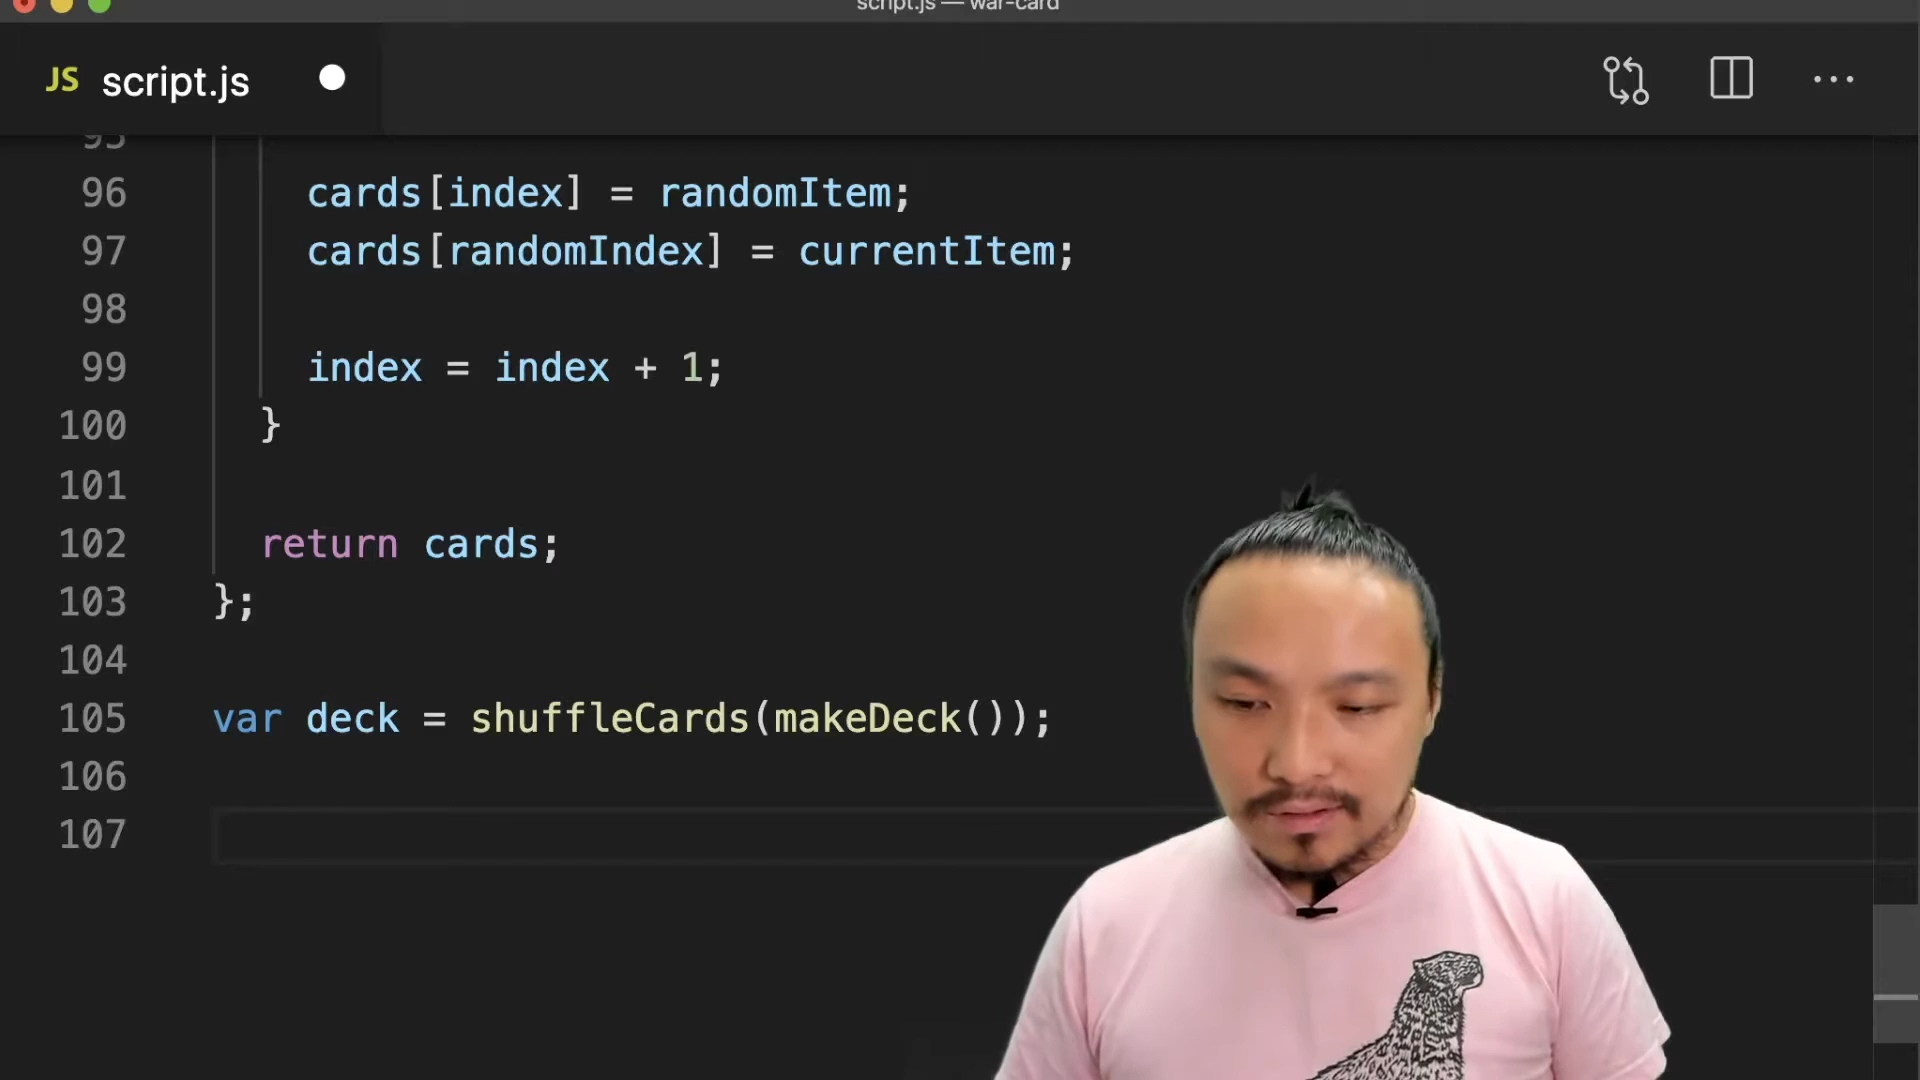 script.js — war-card
JS script.js
95
96 cards[index] = randomItem;
97 cards[randomIndex] = currentItem;
98
99 index = index + 1;
100 }
101
102 return cards;
103 };
104
105 var deck = shuffleCards(makeDeck());
106
107